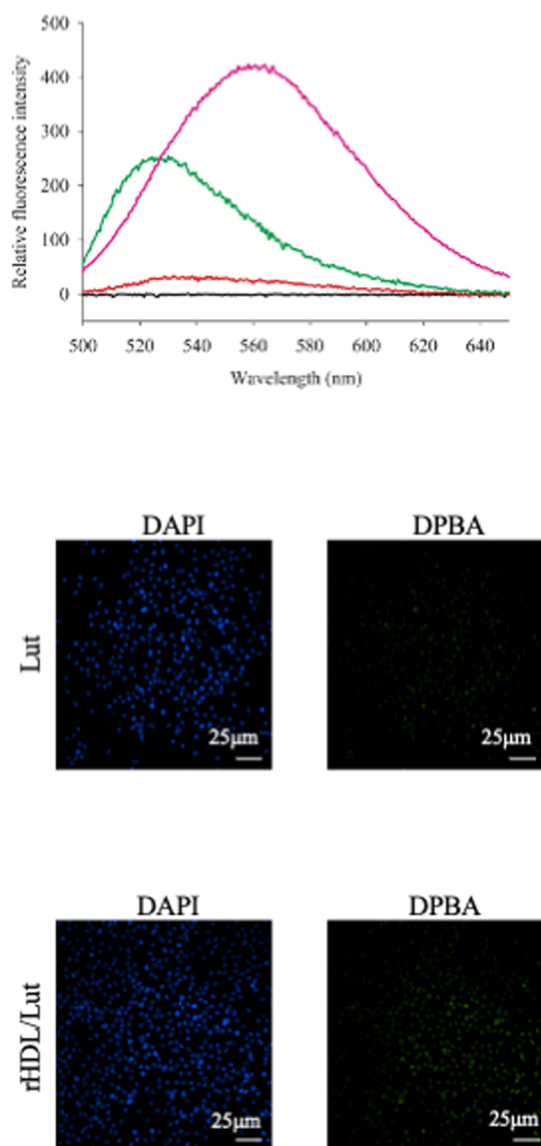 500
400
300
200
100
0
Relative fluorescence intensity
500 520 540 560 580 600 620 640
Wavelength (nm)
DAPI DPBA
Lut
25μm 25μm
DAPI DPBA
rHDL/Lut
25μm 25μm